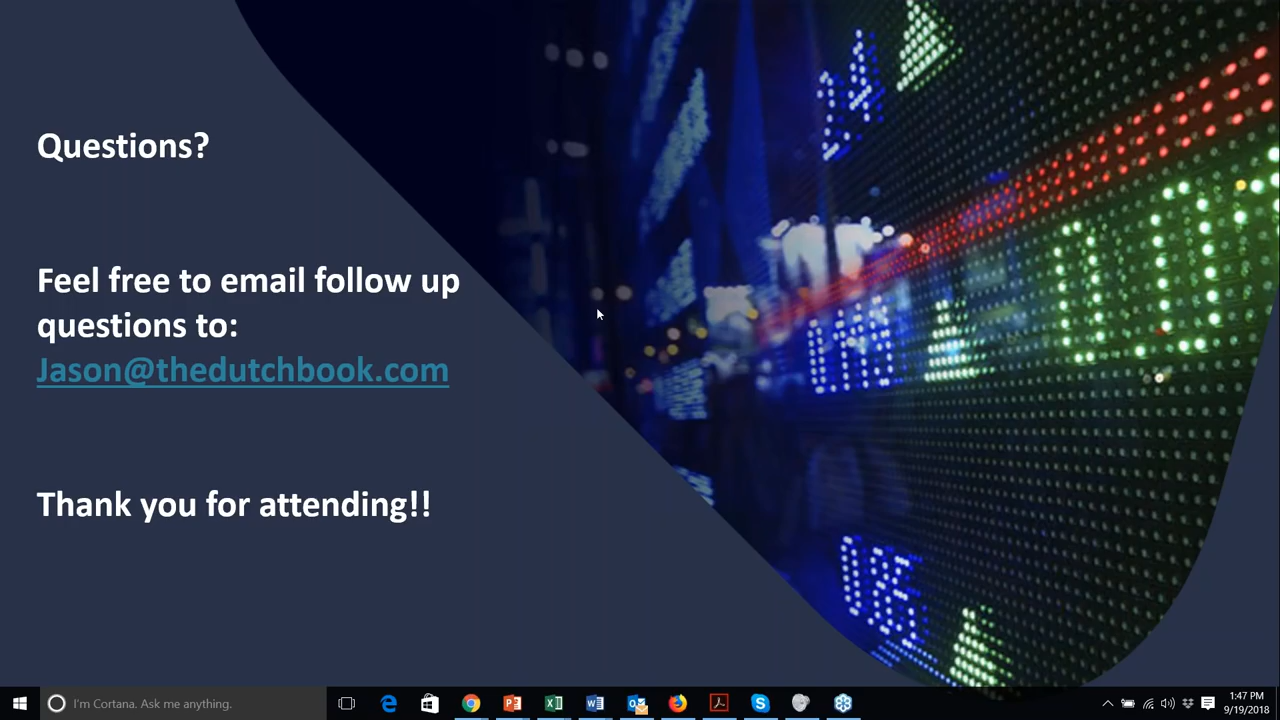 Questions?
Feel free to email follow up
questions to:
Jason@thedutchbook.com
Thank you for attending!!
I'm Cortana. Ask me anything.
1:47 PM
9/19/2018